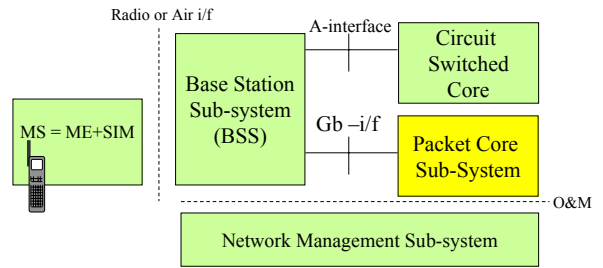 Radio or Air i/f
A-interface
Circuit
Switched
Core
Base Station
Sub-system
(BSS)
MS = ME+SIM
Gb –i/f
Packet Core
Sub-System
O&M
Network Management Sub-system